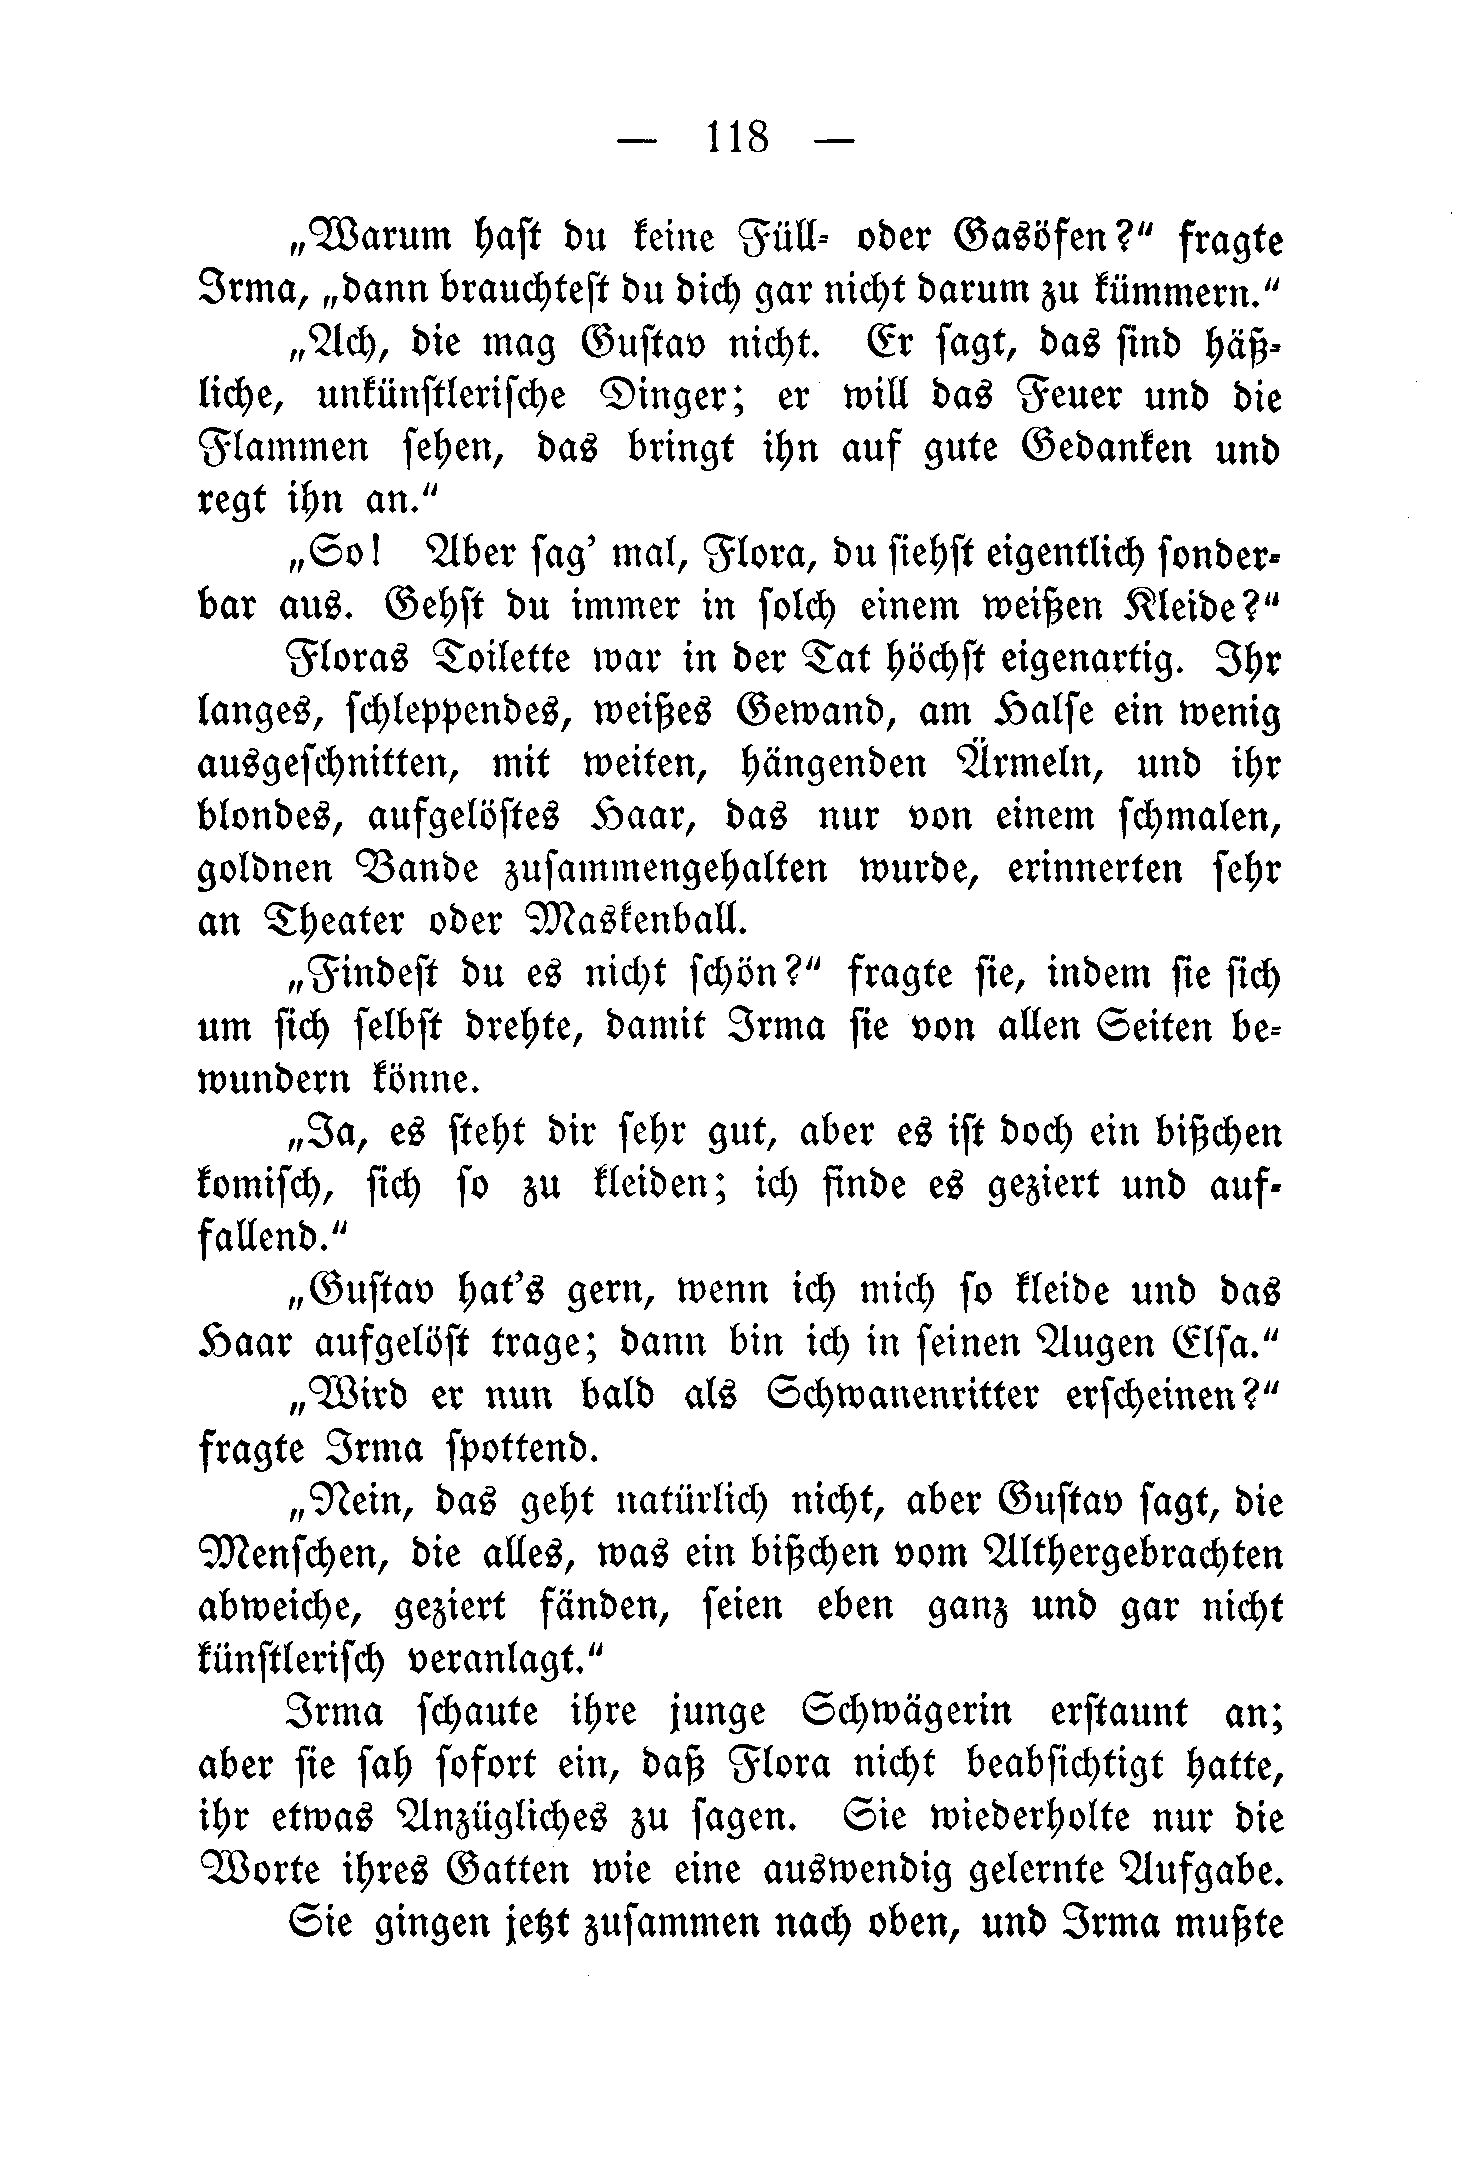 — 118 —
„Warum hast du keine Füll- oder Gasöfen?“ fragte
Irma, „dann brauchtest du dich gar nicht darum zu kümmern.“
„Ach, die mag Gustav nicht. Er sagt, das sind häß-
liche, unkünstlerische Dinger; er will das Feuer und die
Flammen sehen, das bringt ihn auf gute Gedanken und
regt ihn an.“
„So! Aber sag’ mal, Flora, du siehst eigentlich sonder-
bar aus. Gehst du immer in solch einem weißen Kleide?“
Floras Toilette war in der Tat höchst eigenartig. Ihr
langes, schleppendes, weißes Gewand, am Halse ein wenig
ausgeschnitten, mit weiten, hängenden Ärmeln, und ihr
blondes, aufgelöstes Haar, das nur von einem schmalen,
goldnen Bande zusammengehalten wurde, erinnerten sehr
an Theater oder Maskenball.
„Findest du es nicht schön?“ fragte sie, indem sie sich
um sich selbst drehte, damit Irma sie von allen Seiten be-
wundern könne.
„Ja, es steht dir sehr gut, aber es ist doch ein bißchen
komisch, sich so zu kleiden; ich finde es geziert und auf-
fallend.“
„Gustav hat’s gern, wenn ich mich so kleide und das
Haar aufgelöst trage; dann bin ich in seinen Augen Elsa.“
„Wird er nun bald als Schwanenritter erscheinen?“
fragte Irma spottend.
„Nein, das geht natürlich nicht, aber Gustav sagt, die
Menschen, die alles, was ein bißchen vom Althergebrachten
abweiche, geziert fänden, seien eben ganz und gar nicht
künstlerisch veranlagt.“
Irma schaute ihre junge Schwägerin erstaunt an;
aber sie sah sofort ein, daß Flora nicht beabsichtigt hatte,
ihr etwas Anzügliches zu sagen. Sie wiederholte nur die
Worte ihres Gatten wie eine auswendig gelernte Aufgabe.
Sie gingen jetzt zusammen nach oben, und Irma mußte